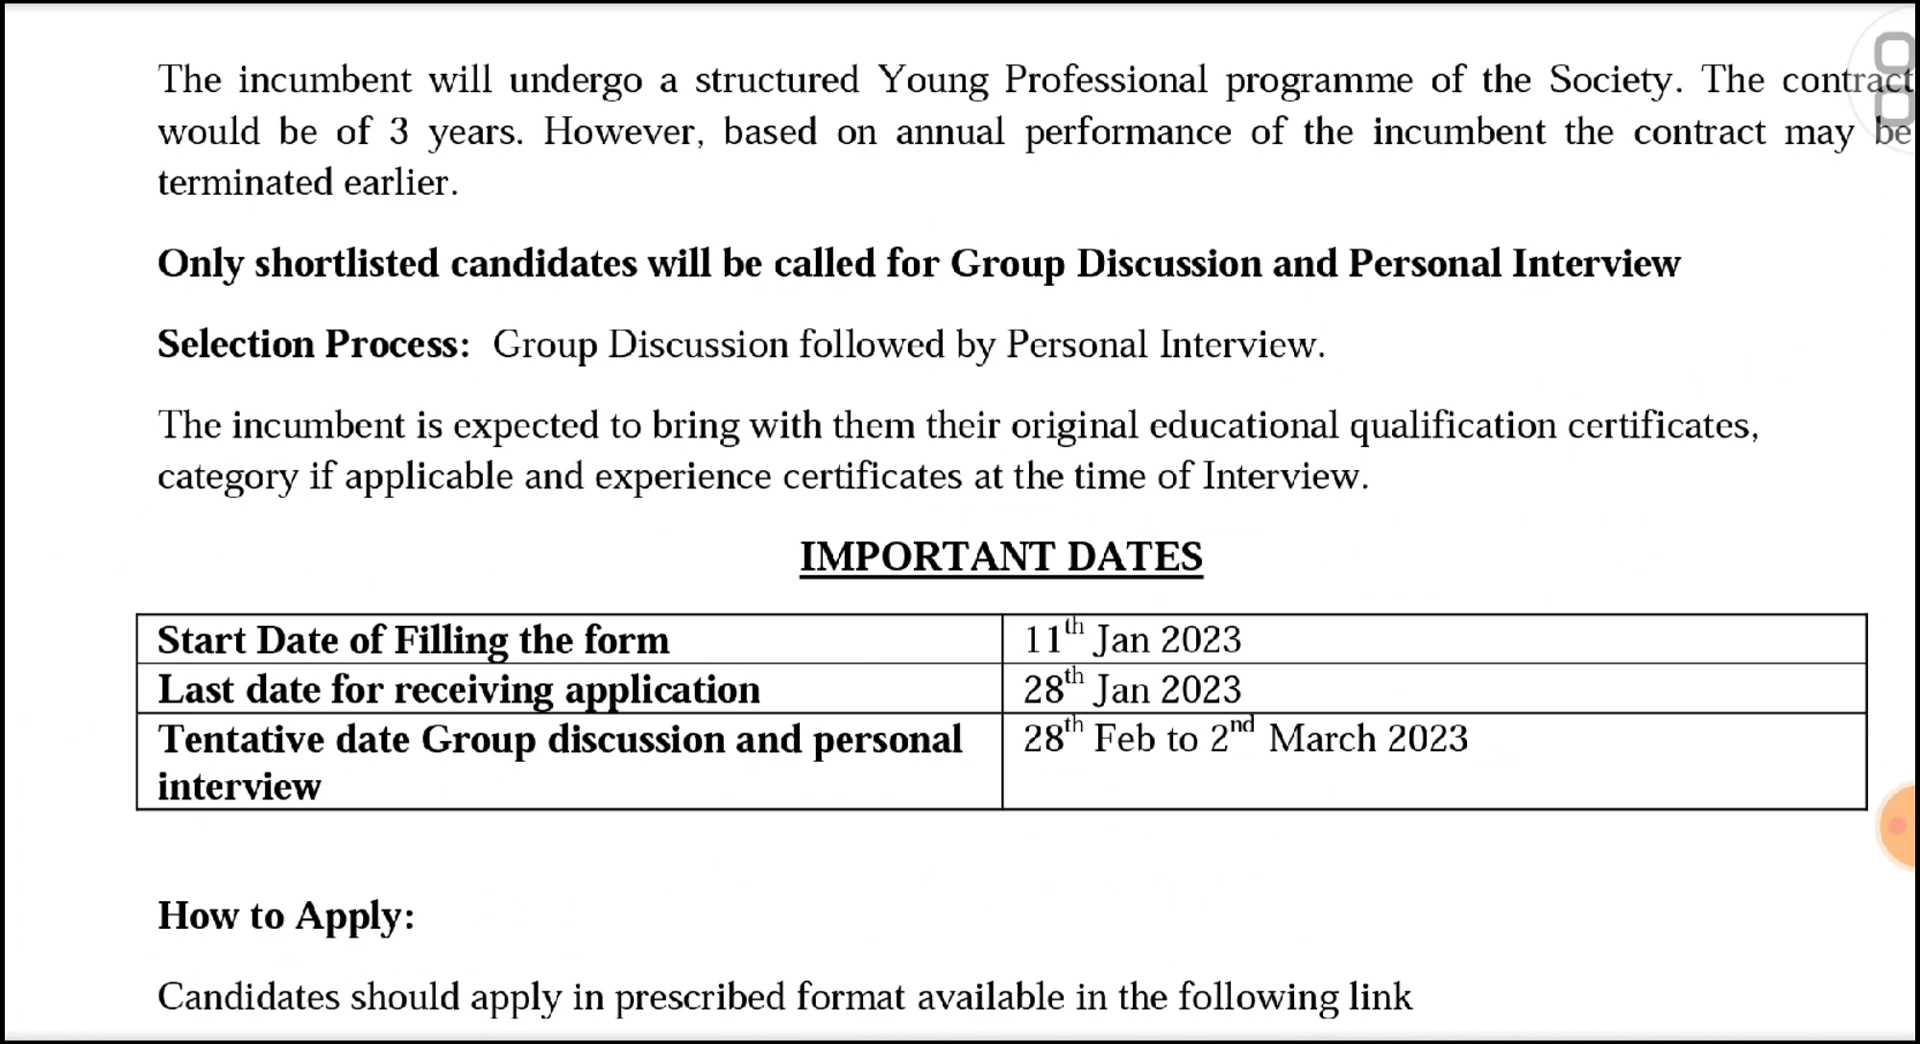 The incumbent will undergo a structured Young Professional programme of the Society. The contract
would be of 3 years. However, based on annual performance of the incumbent the contract may be
terminated earlier.
Only shortlisted candidates will be called for Group Discussion and Personal Interview
Selection Process: Group Discussion followed by Personal Interview.
The incumbent is expected to bring with them their original educational qualification certificates,
category if applicable and experience certificates at the time of Interview.
IMPORTANT DATES
Start Date of Filling the form 11th Jan 2023
Last date for receiving application 28th Jan 2023
Tentative date Group discussion and personal 28th Feb to 2nd March 2023
interview
How to Apply:
Candidates should apply in prescribed format available in the following link